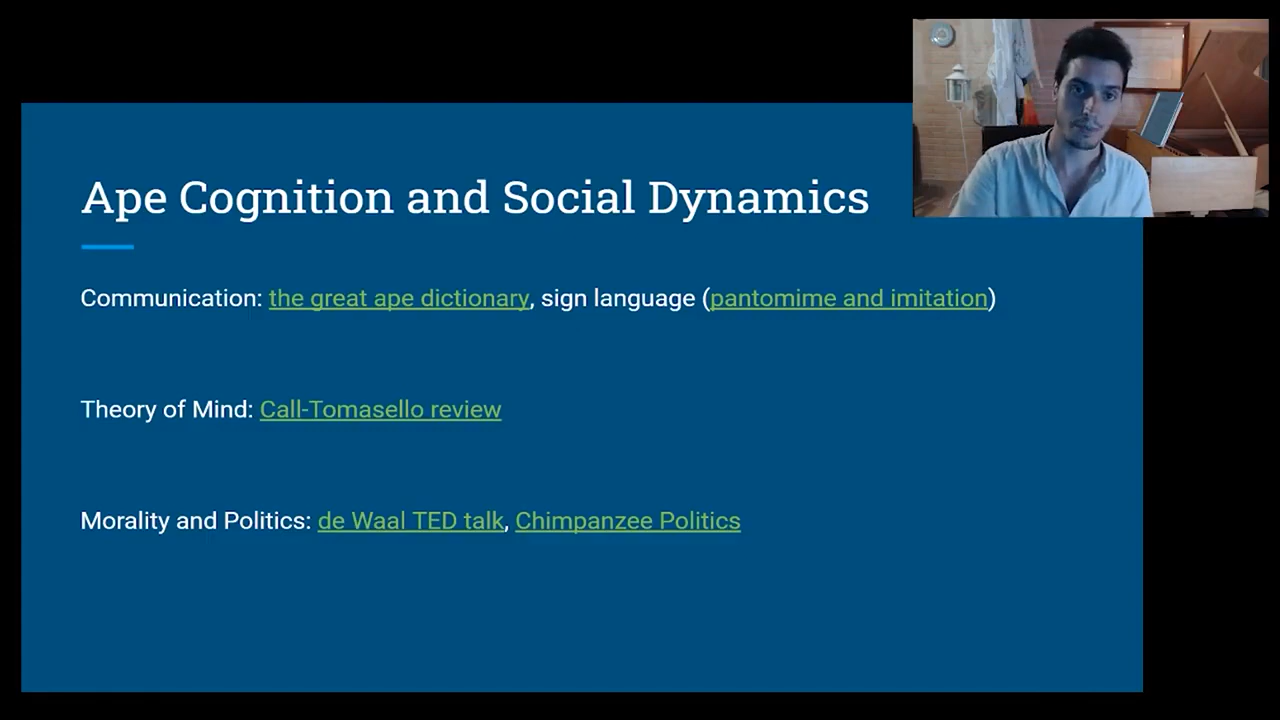 Ape Cognition and Social Dynamics
Communication: the great ape dictionary, sign language (pantomime and imitation)
Theory of Mind: Call-Tomasello review
Morality and Politics: de Waal TED talk, Chimpanzee Politics